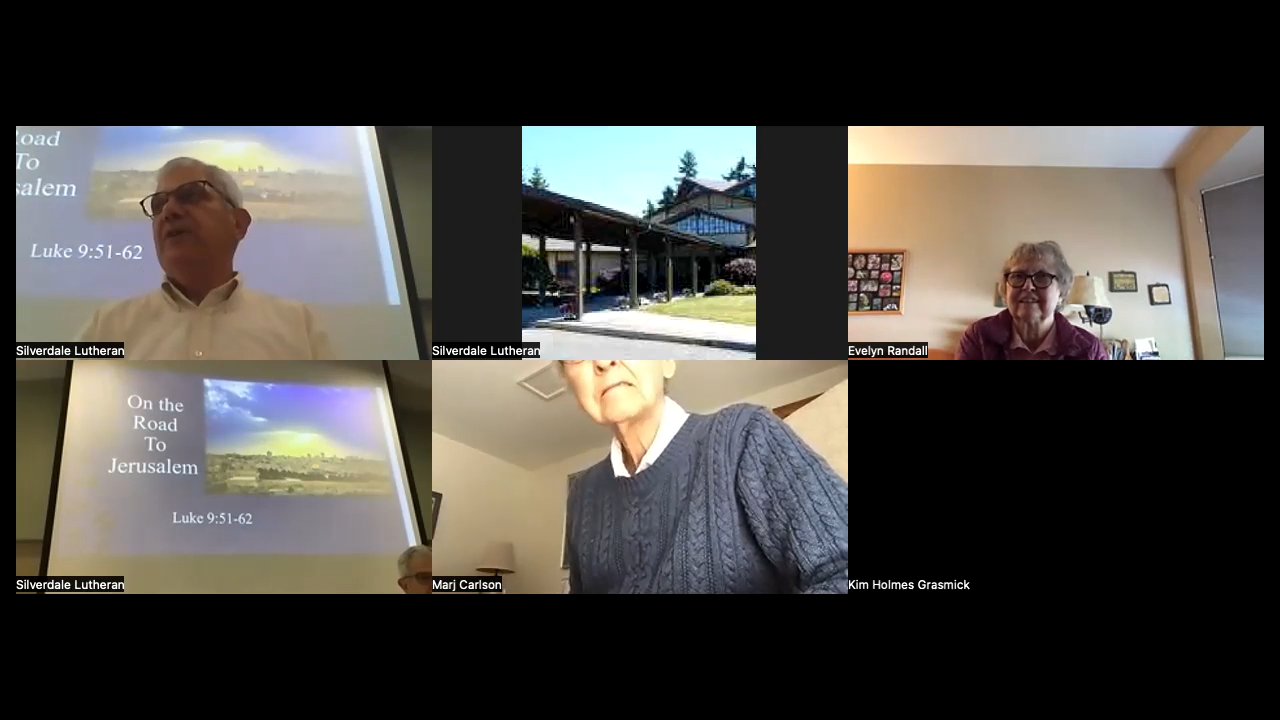 Road
To
salem
Luke 9:51-62
Silverdale Lutheran
Silverdale Lutheran
Evelyn Randall
On the
Road
To
Jerusalem
Luke 9:51-62
Silverdale Lutheran
Marj Carlson
Kim Holmes Grasmick